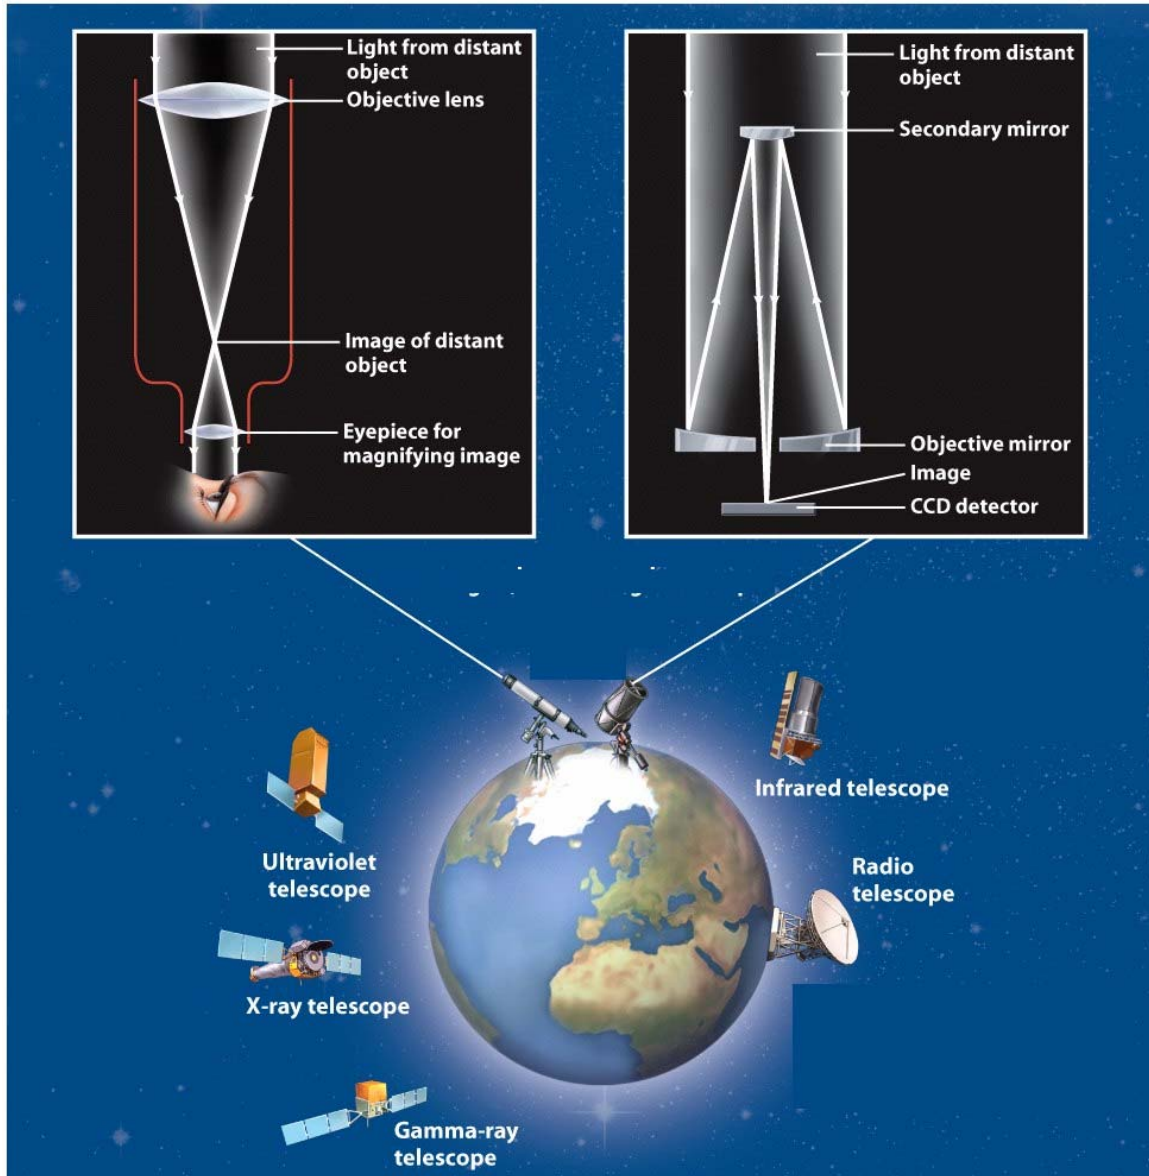 Light from distant
object
Objective lens
Image of distant
object
Eyepiece for
magnifying image
Light from distant
object
Secondary mirror
Objective mirror
Image
CCD detector
Infrared telescope
Ultraviolet
telescope
Radio
telescope
X-ray telescope
Gamma-ray
telescope